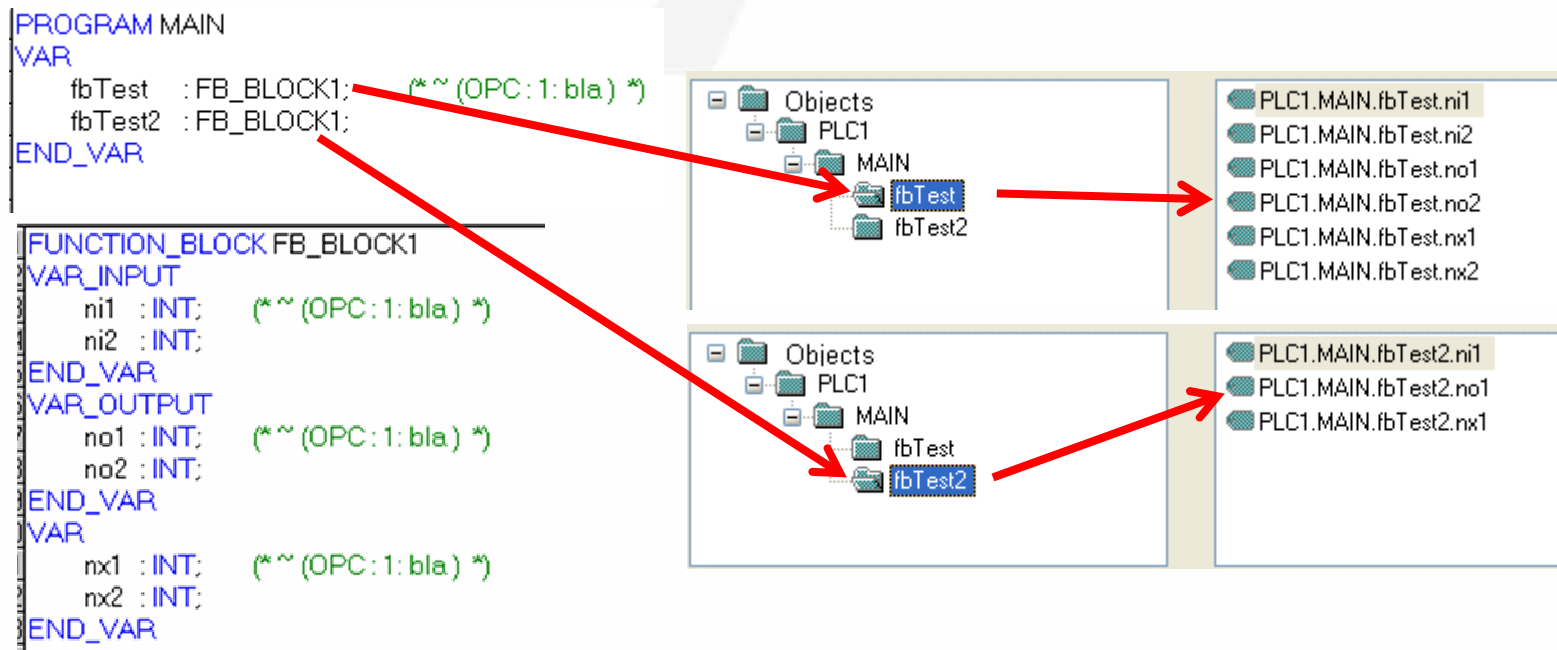 PROGRAM MAIN
VAR
fbTest : FB_BLOCK1; (* ~ (OPC : 1 : bla ) *)
fbTest2 : FB_BLOCK1;
END_VAR
FUNCTION_BLOCK FB_BLOCK1
VAR_INPUT
ni1 : INT; (* ~ (OPC : 1 : bla ) *)
ni2 : INT;
END_VAR
VAR_OUTPUT
no1 : INT; (* ~ (OPC : 1 : bla ) *)
no2 : INT;
END_VAR
VAR
nx1 : INT; (* ~ (OPC : 1 : bla ) *)
nx2 : INT;
END_VAR
Objects
PLC1
MAIN
fbTest
fbTest2
PLC1.MAIN.fbTest.ni1
PLC1.MAIN.fbTest.ni2
PLC1.MAIN.fbTest.no1
PLC1.MAIN.fbTest.no2
PLC1.MAIN.fbTest.nx1
PLC1.MAIN.fbTest.nx2
Objects
PLC1
MAIN
fbTest
fbTest2
PLC1.MAIN.fbTest2.ni1
PLC1.MAIN.fbTest2.no1
PLC1.MAIN.fbTest2.nx1